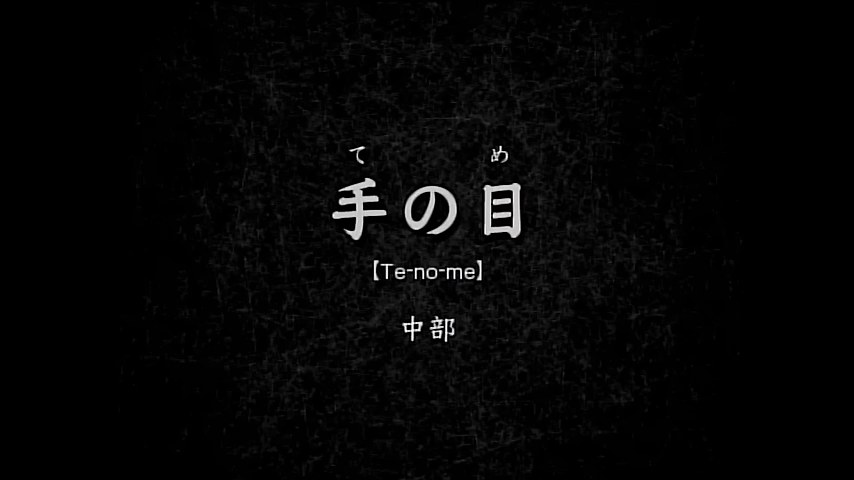 て め
手の目
【Te-no-me】
中部